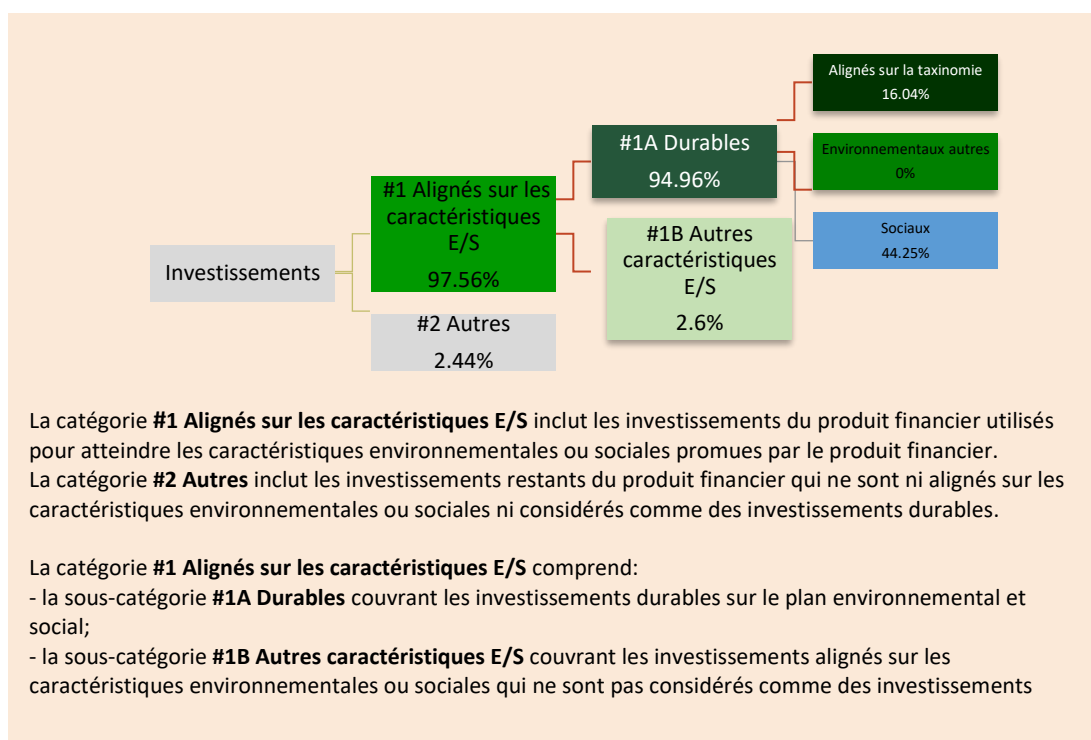 Alignés sur la taxinomie
16.04%
#1A Durables
94.96%
Environnementaux autres
0%
#1 Alignés sur les
caractéristiques
E/S
97.56%
Sociaux
44.25%
#1B Autres
caractéristiques
E/S
2.6%
Investissements
#2 Autres
2.44%
La catégorie #1 Alignés sur les caractéristiques E/S inclut les investissements du produit financier utilisés
pour atteindre les caractéristiques environnementales ou sociales promues par le produit financier.
La catégorie #2 Autres inclut les investissements restants du produit financier qui ne sont ni alignés sur les
caractéristiques environnementales ou sociales ni considérés comme des investissements durables.
La catégorie #1 Alignés sur les caractéristiques E/S comprend:
- la sous-catégorie #1A Durables couvrant les investissements durables sur le plan environnemental et
social;
- la sous-catégorie #1B Autres caractéristiques E/S couvrant les investissements alignés sur les
caractéristiques environnementales ou sociales qui ne sont pas considérés comme des investissements